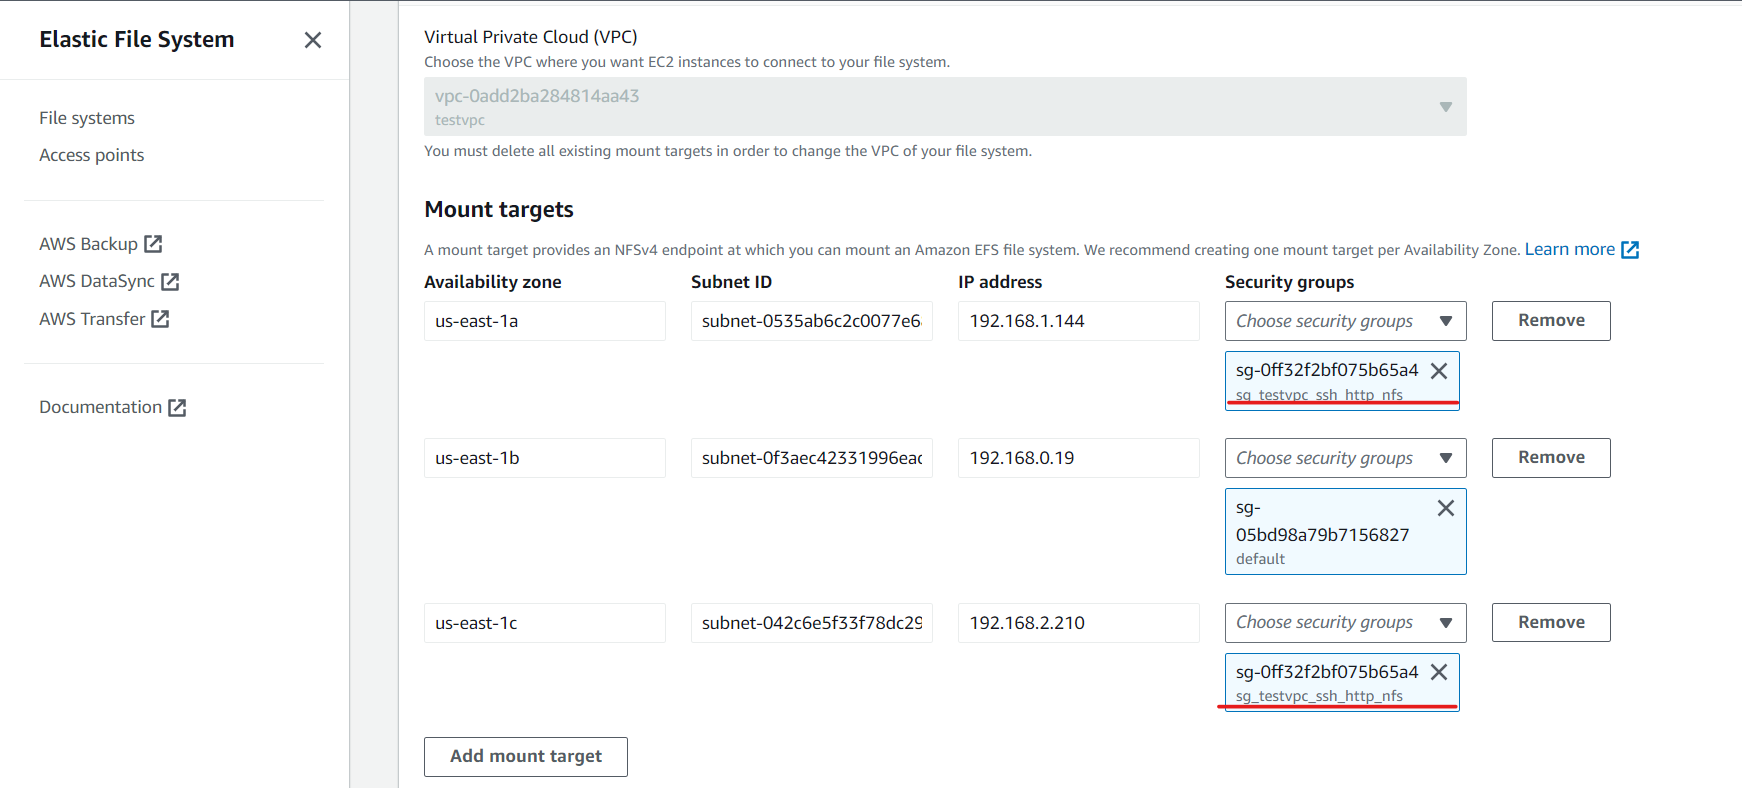 Elastic File System
File systems
Access points
AWS Backup
AWS DataSync
AWS Transfer
Documentation
Virtual Private Cloud (VPC)
Choose the VPC where you want EC2 instances to connect to your file system.
vpc-0add2ba284814aa43
testvpc
You must delete all existing mount targets in order to change the VPC of your file system.
Mount targets
A mount target provides an NFSv4 endpoint at which you can mount an Amazon EFS file system. We recommend creating one mount target per Availability Zone. Learn more
Availability zone Subnet ID IP address Security groups
us-east-1a subnet-0535ab6c2c0077e6 192.168.1.144 Choose security groups Remove
sg-0ff32f2bf075b65a4
sg_testvpc_ssh_http_nfs
us-east-1b subnet-0f3aec42331996eac 192.168.0.19 Choose security groups Remove
sg-
05bd98a79b7156827
default
us-east-1c subnet-042c6e5f33f78dc29 192.168.2.210 Choose security groups Remove
sg-0ff32f2bf075b65a4
sg_testvpc_ssh_http_nfs
Add mount target